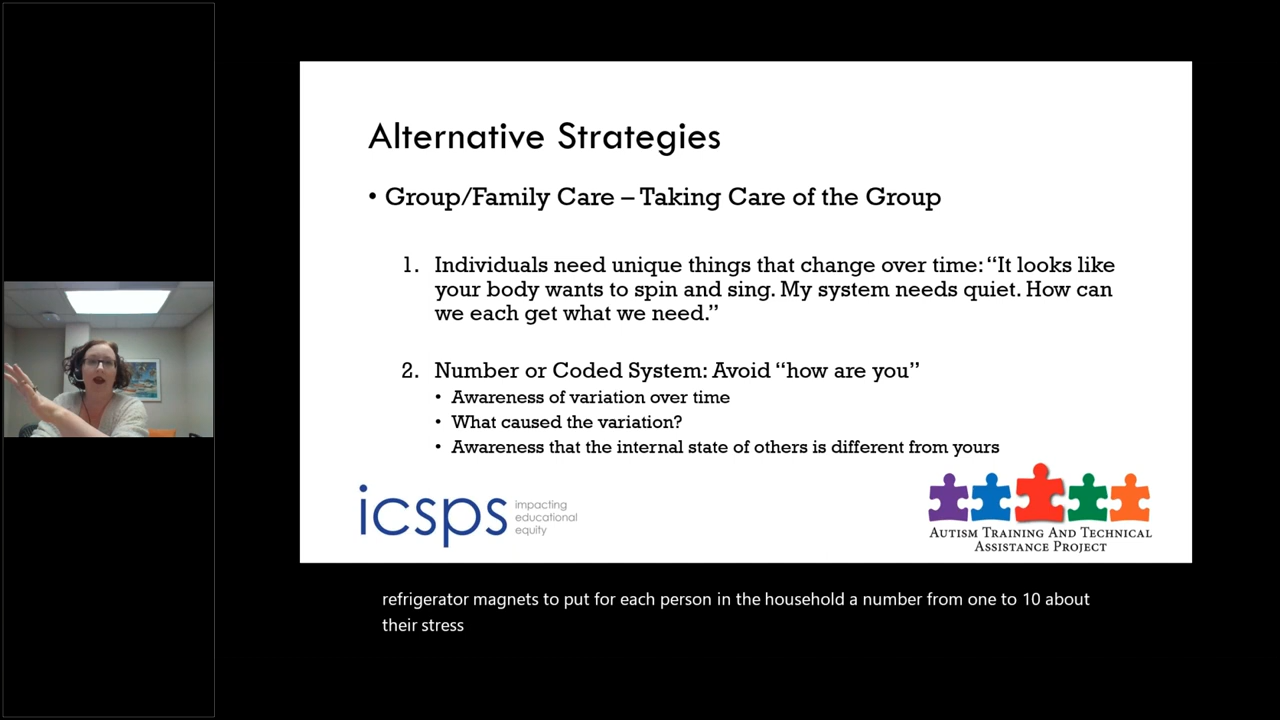 Alternative Strategies
• Group/Family Care – Taking Care of the Group
1. Individuals need unique things that change over time: “It looks like
your body wants to spin and sing. My system needs quiet. How can
we each get what we need.”
2. Number or Coded System: Avoid “how are you”
• Awareness of variation over time
• What caused the variation?
• Awareness that the internal state of others is different from yours
icsps
impacting
educational
equity
Autism Training And Technical
Assistance Project
refrigerator magnets to put for each person in the household a number from one to 10 about
their stress